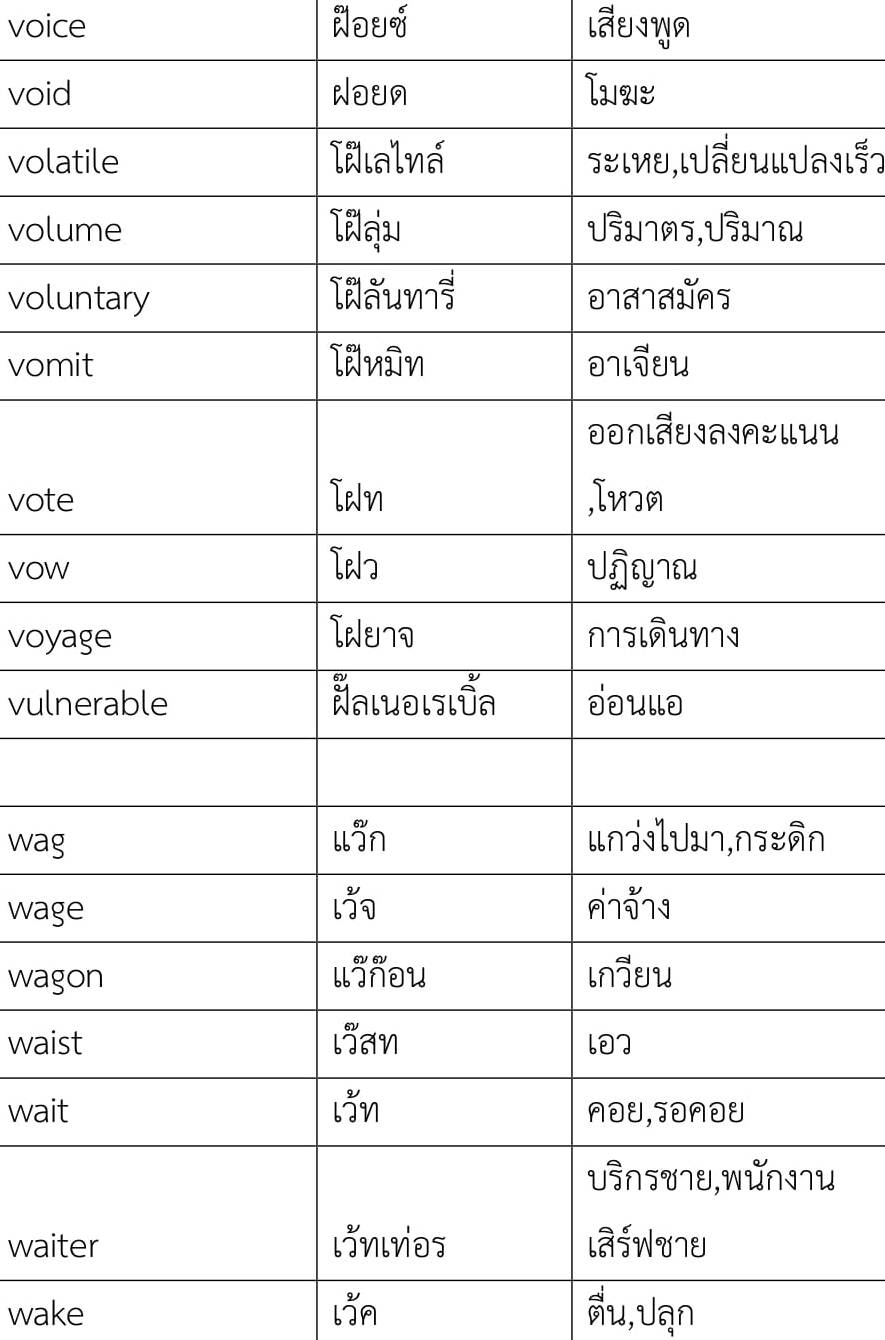 voice ฝ๊อยซ์ เสียงพูด
void ฝอยด โมฆะ
volatile โฝ๊เลไทล์ ระเหย,เปลี่ยนแปลงเร็ว
volume โฝ๊ลุ่ม ปริมาตร,ปริมาณ
voluntary โฝ๊ลันทารี่ อาสาสมัคร
vomit โฝ๊หมิท อาเจียน
ออกเสียงลงคะแนน
vote โฝท ,โหวต
vow โฝว ปฏิญาณ
voyage โฝยาจ การเดินทาง
vulnerable ฝั๊ลเนอเรเบิ้ล อ่อนแอ
wag แว๊ก แกว่งไปมา,กระดิก
wage เว้จ ค่าจ้าง
wagon แว๊ก๊อน เกวียน
waist เว๊สท เอว
wait เว้ท คอย,รอคอย
บริกรชาย,พนักงาน
waiter เว้ทเท่อร เสิร์ฟชาย
wake เว้ค ตื่น,ปลุก